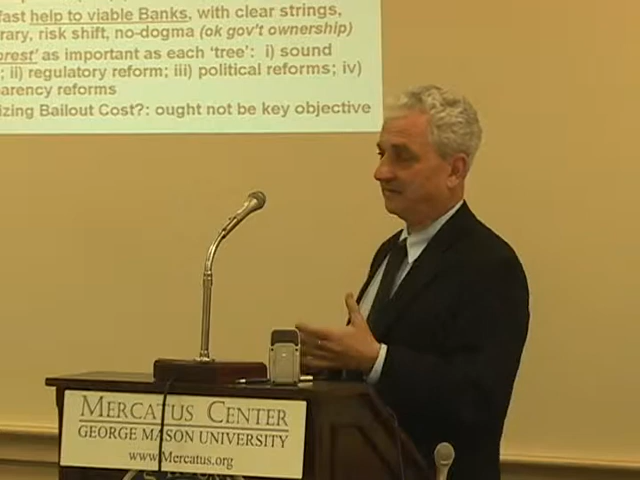 fast help to viable Banks, with clear strings,
rary, risk shift, no-dogma (ok gov't ownership)
orest' as important as each 'tree': i) sound
; ii) regulatory reform; iii) political reforms; iv)
parency reforms
izing Bailout Cost?: ought not be key objective
MERCATUS CENTER
GEORGE MASON UNIVERSITY
www.Mercatus.org